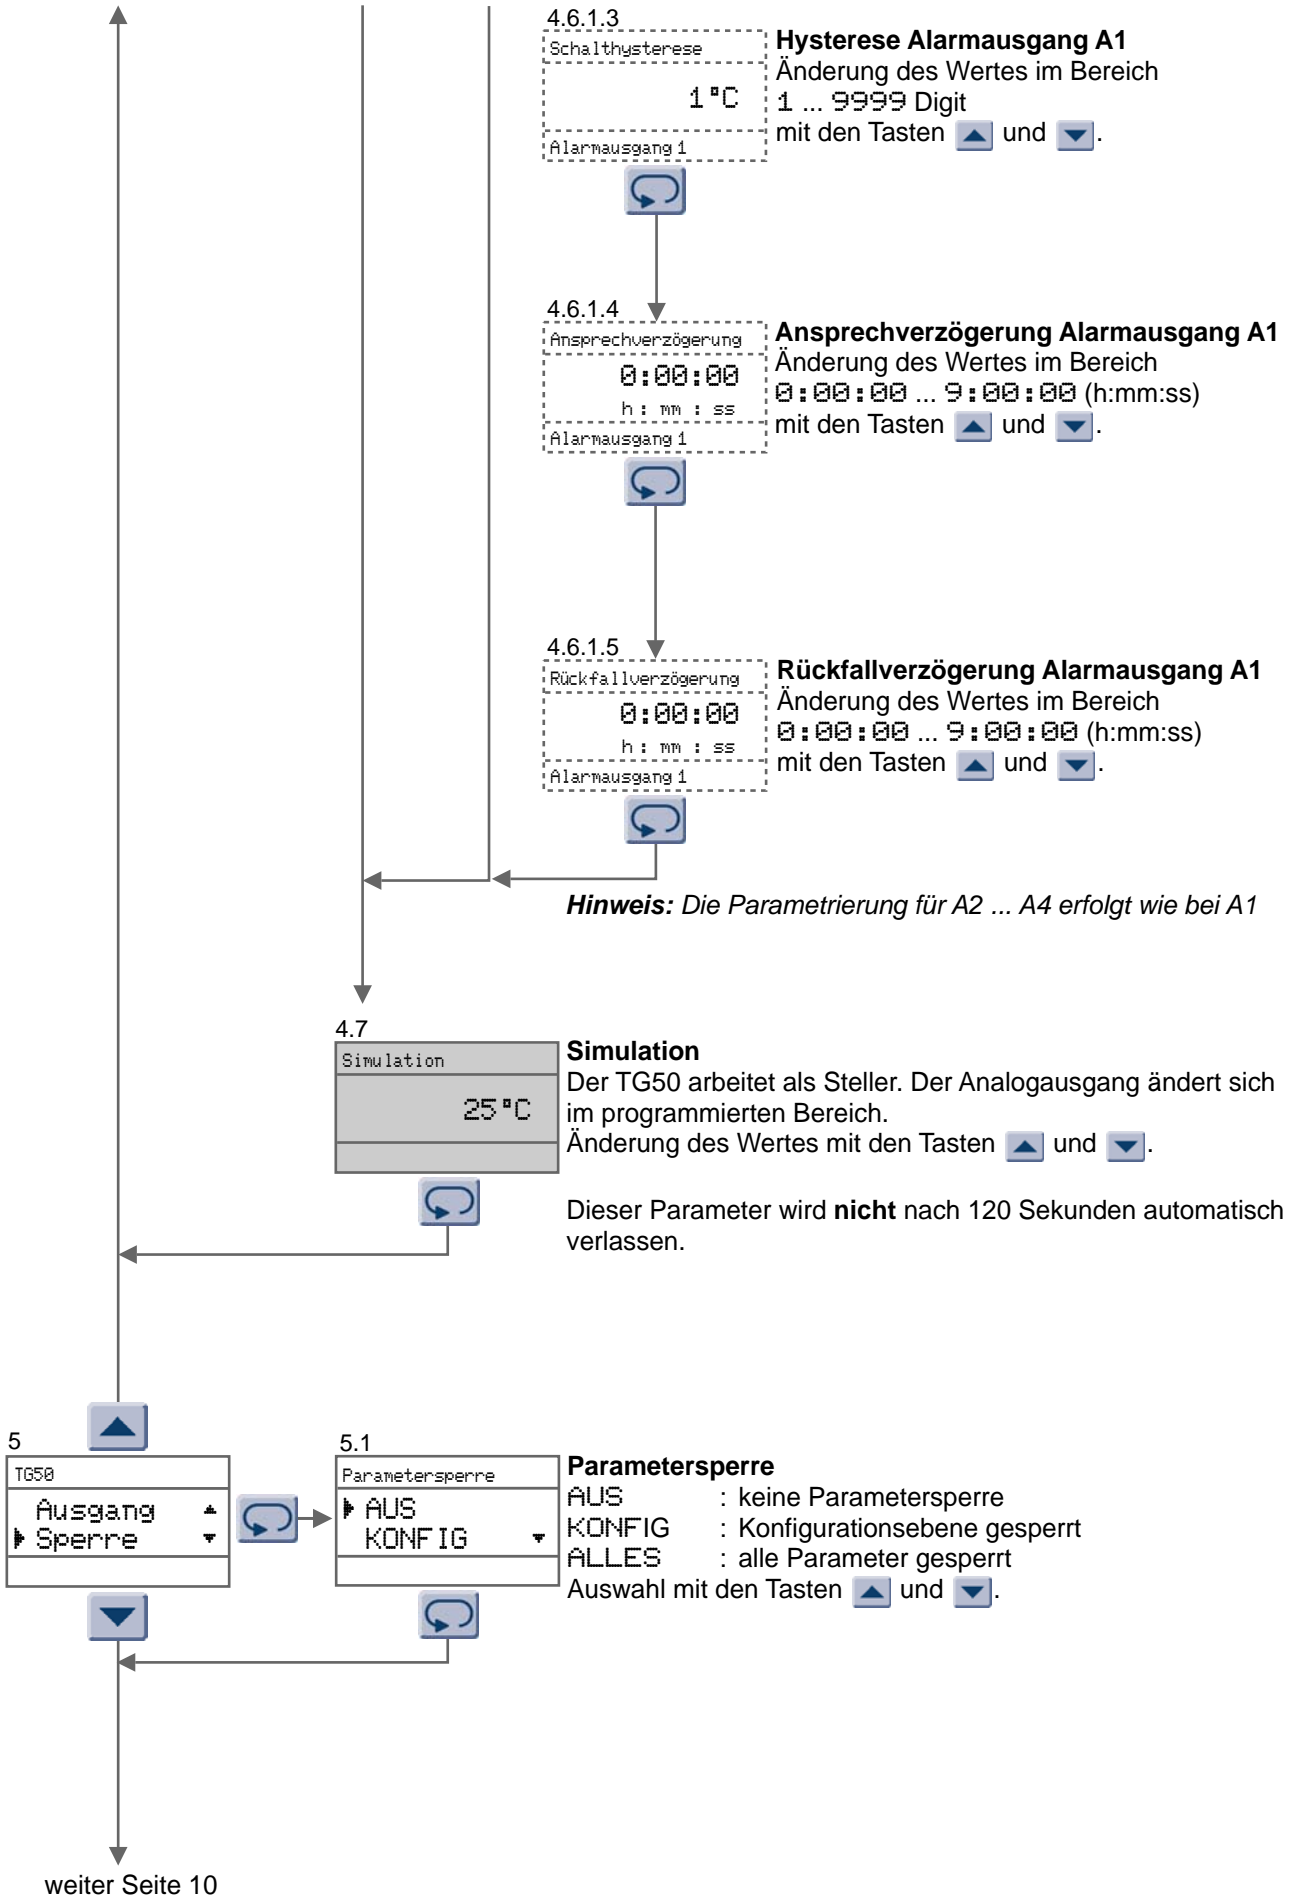 4.6.1.3
Schalthysterese
1°C
Alarmausgang 1
Hysterese Alarmausgang A1
Änderung des Wertes im Bereich
1 ... 9999 Digit
mit den Tasten und .
4.6.1.4
Ansprechverzögerung
0:00:00
h : mm : ss
Alarmausgang 1
Ansprechverzögerung Alarmausgang A1
Änderung des Wertes im Bereich
0:00:00 ... 9:00:00 (h:mm:ss)
mit den Tasten und .
4.6.1.5
Rückfallverzögerung
0:00:00
h : mm : ss
Alarmausgang 1
Rückfallverzögerung Alarmausgang A1
Änderung des Wertes im Bereich
0:00:00 ... 9:00:00 (h:mm:ss)
mit den Tasten und .
Hinweis: Die Parametrierung für A2 ... A4 erfolgt wie bei A1
4.7
Simulation
25°C
Simulation
Der TG50 arbeitet als Steller. Der Analogausgang ändert sich
im programmierten Bereich.
Änderung des Wertes mit den Tasten und .
Dieser Parameter wird nicht nach 120 Sekunden automatisch
verlassen.
5
TG50
Ausgang
Sperre
5.1
Parametersperre
AUS
KONFIG
Parametersperre
AUS : keine Parametersperre
KONFIG : Konfigurationsebene gesperrt
ALLES : alle Parameter gesperrt
Auswahl mit den Tasten und .
weiter Seite 10